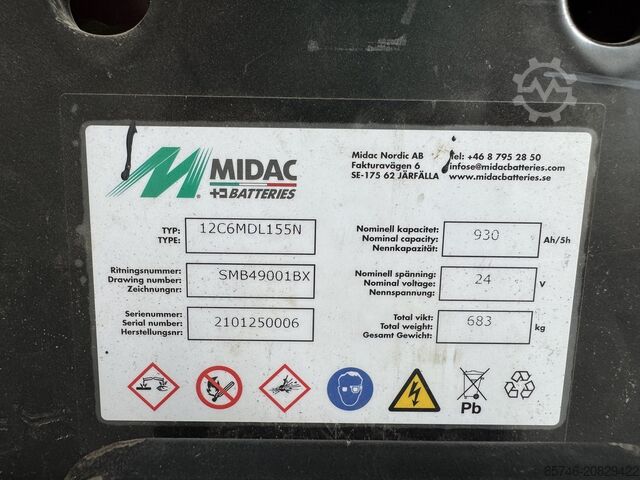 MIDAC
BATTERIES
Midac Nordic AB
Fakturavägen 6
SE-175 62 JÄRFÄLLA
Tel: +46 8 795 28 50
infose@midacbatteries.com
www.midacbatteries.se
TYP: 12C6MDL155N
TYPE:
Ritningsnummer: SMB49001BX
Drawing number:
Zeichnungnr:
Serienummer: 2101250006
Serial number:
Herstellungsnr:
Nominell kapacitet: 930 Ah/5h
Nominal capacity:
Nennkapazität:
Nominell spänning: 24 V
Nominal voltage:
Nennspannung:
Total vikt: 683 kg
Total weight:
Gesamt Gewicht:
Pb
85746-20829422